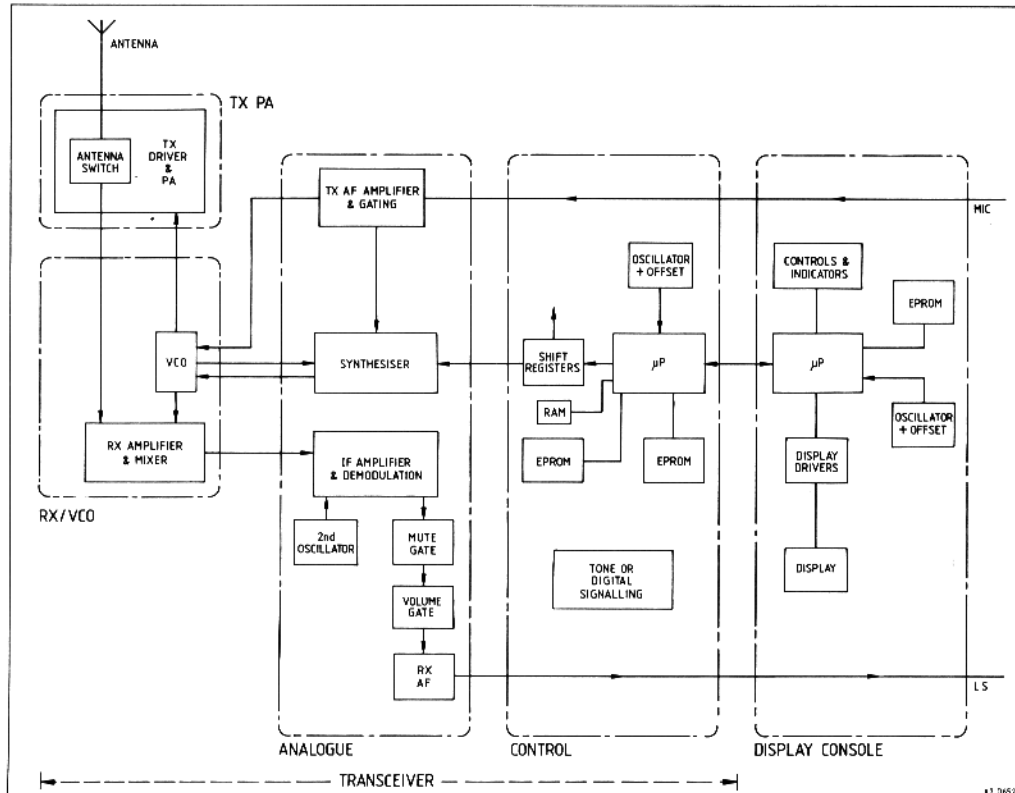 ANTENNA
TX PA
ANTENNA
SWITCH
TX
DRIVER
&
PA
TX AF AMPLIFIER
& GATING
MIC
OSCILLATOR
+ OFFSET
CONTROLS &
INDICATORS
EPROM
VCO
SYNTHESISER
SHIFT
REGISTERS
µP
µP
RAM
OSCILLATOR
+ OFFSET
RX AMPLIFIER
& MIXER
IF AMPLIFIER
& DEMODULATION
EPROM
EPROM
DISPLAY
DRIVERS
RX/VCO
2nd
OSCILLATOR
MUTE
GATE
TONE OR
DIGITAL
SIGNALLING
DISPLAY
VOLUME
GATE
RX
AF
LS
ANALOGUE
CONTROL
DISPLAY CONSOLE
TRANSCEIVER